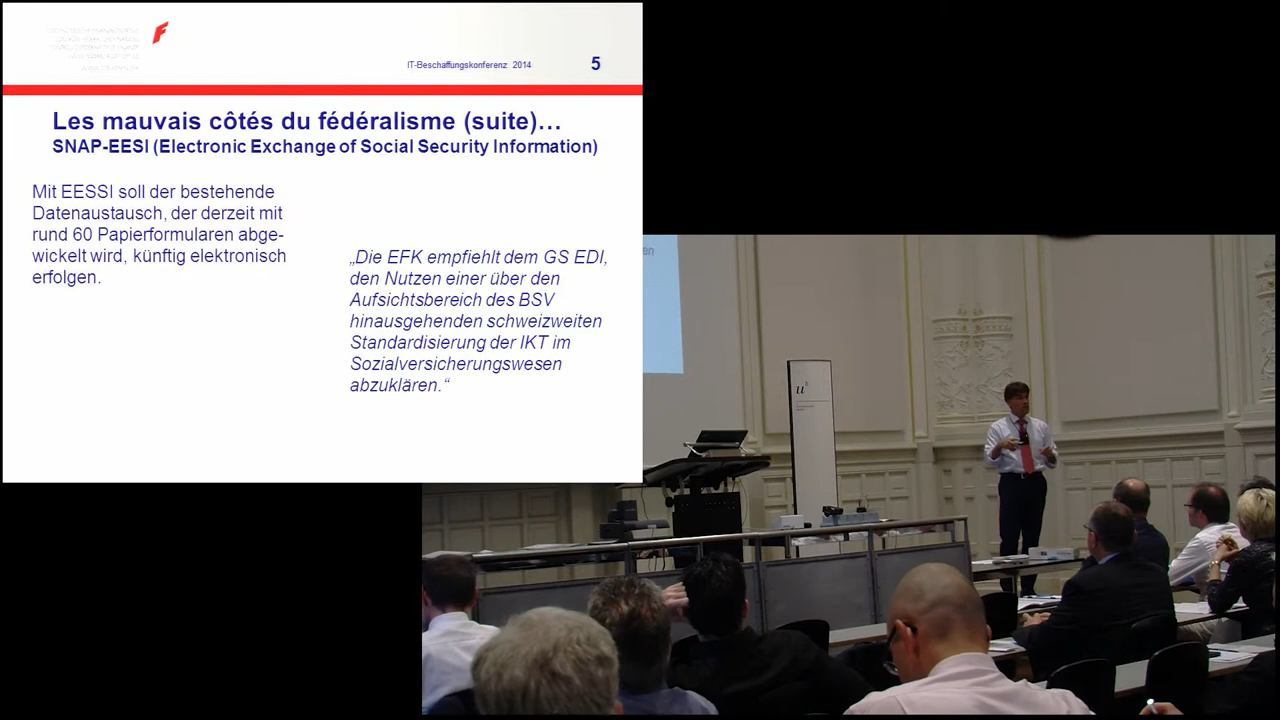 IT-Beschaffungskonferenz 2014
5
Les mauvais côtés du fédéralisme (suite)…
SNAP-EESI (Electronic Exchange of Social Security Information)
Mit EESSI soll der bestehende
Datenaustausch, der derzeit mit
rund 60 Papierformularen abge-
wickelt wird, künftig elektronisch
erfolgen.
„Die EFK empfiehlt dem GS EDI,
den Nutzen einer über den
Aufsichtsbereich des BSV
hinausgehenden schweizweiten
Standardisierung der IKT im
Sozialversicherungswesen
abzuklären.“
en
u
b